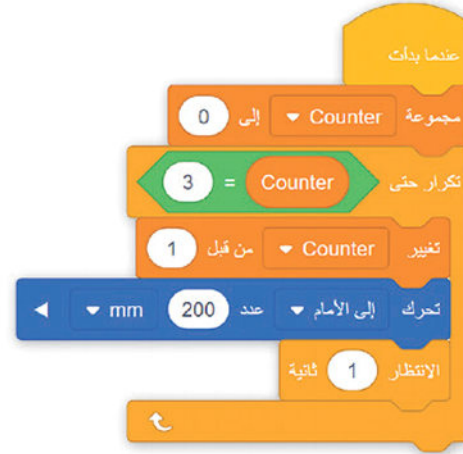 عندما بدأت
مجموعة Counter إلى 0
تكرار حتى Counter = 3
تغيير Counter من قبل 1
تحرك إلى الأمام عدد 200 mm
الانتظار 1 ثانية